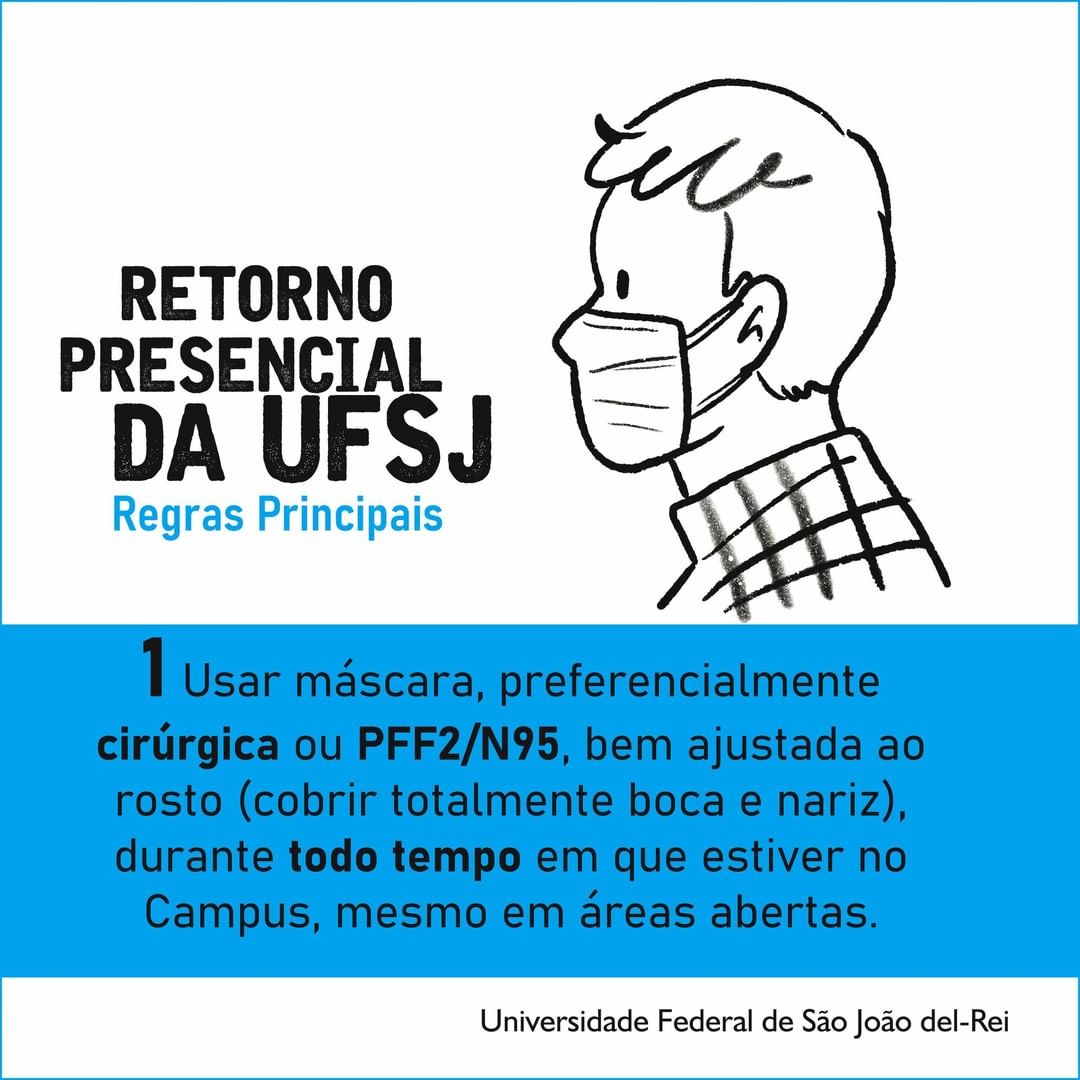 RETORNO
PRESENCIAL
DA UFSJ
Regras Principais
1 Usar máscara, preferencialmente
cirúrgica ou PFF2/N95, bem ajustada ao
rosto (cobrir totalmente boca e nariz),
durante todo tempo em que estiver no
Campus, mesmo em áreas abertas.
Universidade Federal de São João del-Rei